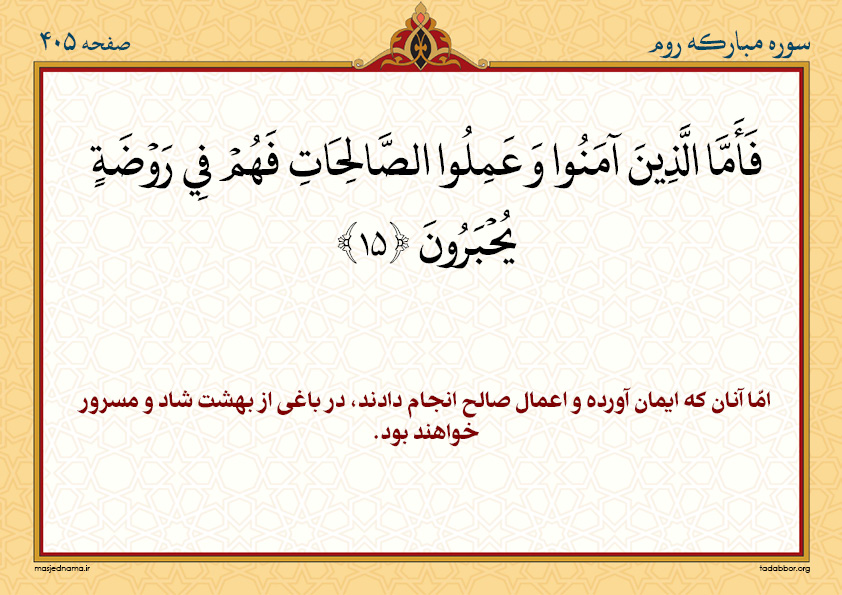 سوره مبارکه روم
صفحه ۴۰۵
فَأَمَّا الَّذِينَ آمَنُوا وَ عَمِلُوا الصَّالِحَاتِ فَهُمْ فِي رَوْضَةٍ
يُحْبَرُونَ ﴿۱۵﴾
امّا آنان که ایمان آورده و اعمال صالح انجام دادند، در باغی از بهشت شاد و مسرور
خواهند بود.
masjednama.ir
tadabbor.org